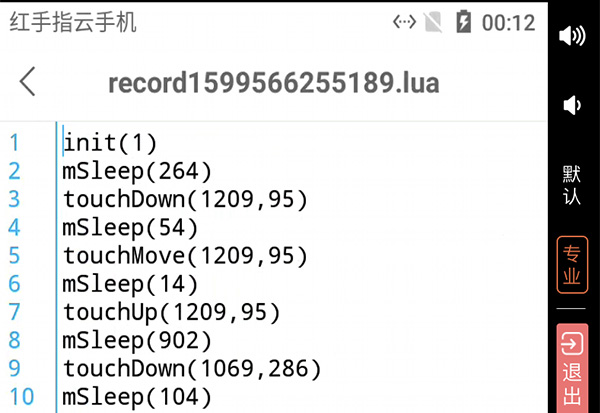 红手指云手机
00:12
record1599566255189.lua
1 init(1)
2 mSleep(264)
3 touchDown(1209,95)
4 mSleep(54)
5 touchMove(1209,95)
6 mSleep(14)
7 touchUp(1209,95)
8 mSleep(902)
9 touchDown(1069,286)
10 mSleep(104)
默认
专业
退出